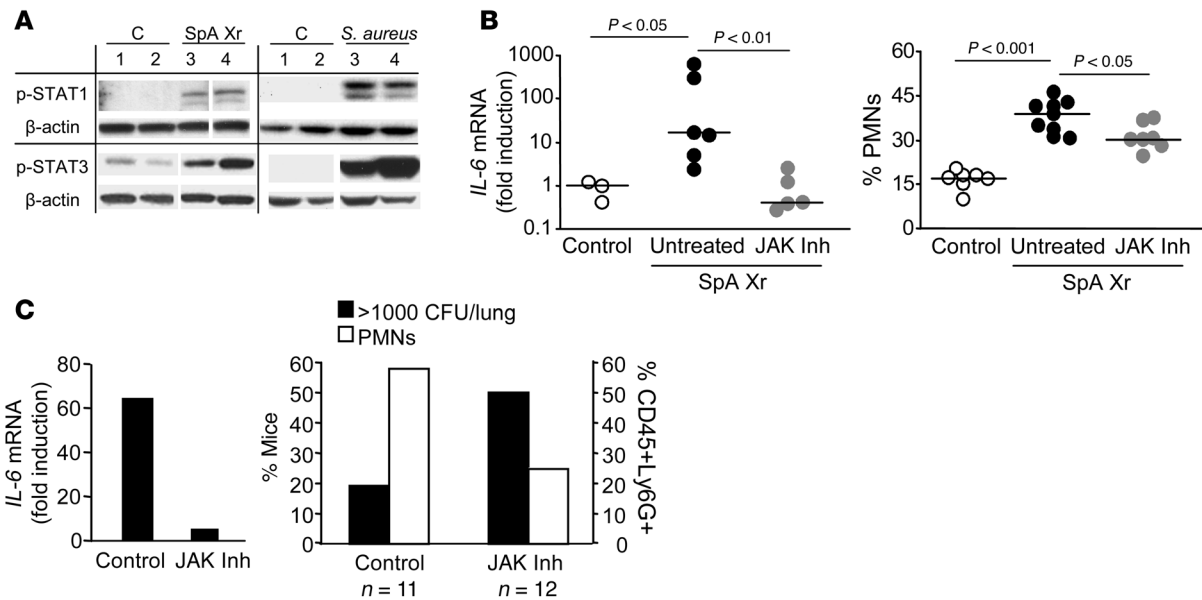 A
C SpA Xr C S. aureus
1 2 3 4 1 2 3 4
p-STAT1
β-actin
p-STAT3
β-actin
B
P < 0.05
P < 0.01
1000
100
10
1
0.1
IL-6 mRNA
(fold induction)
Control Untreated JAK Inh
SpA Xr
P < 0.001
P < 0.05
60
45
30
15
0
% PMNs
Control Untreated JAK Inh
SpA Xr
C
80
60
40
20
0
IL-6 mRNA
(fold induction)
Control JAK Inh
>1000 CFU/lung
PMNs
60
50
40
30
20
10
0
% Mice
60
50
40
30
20
10
0
% CD45+Ly6G+
Control JAK Inh
n = 11 n = 12